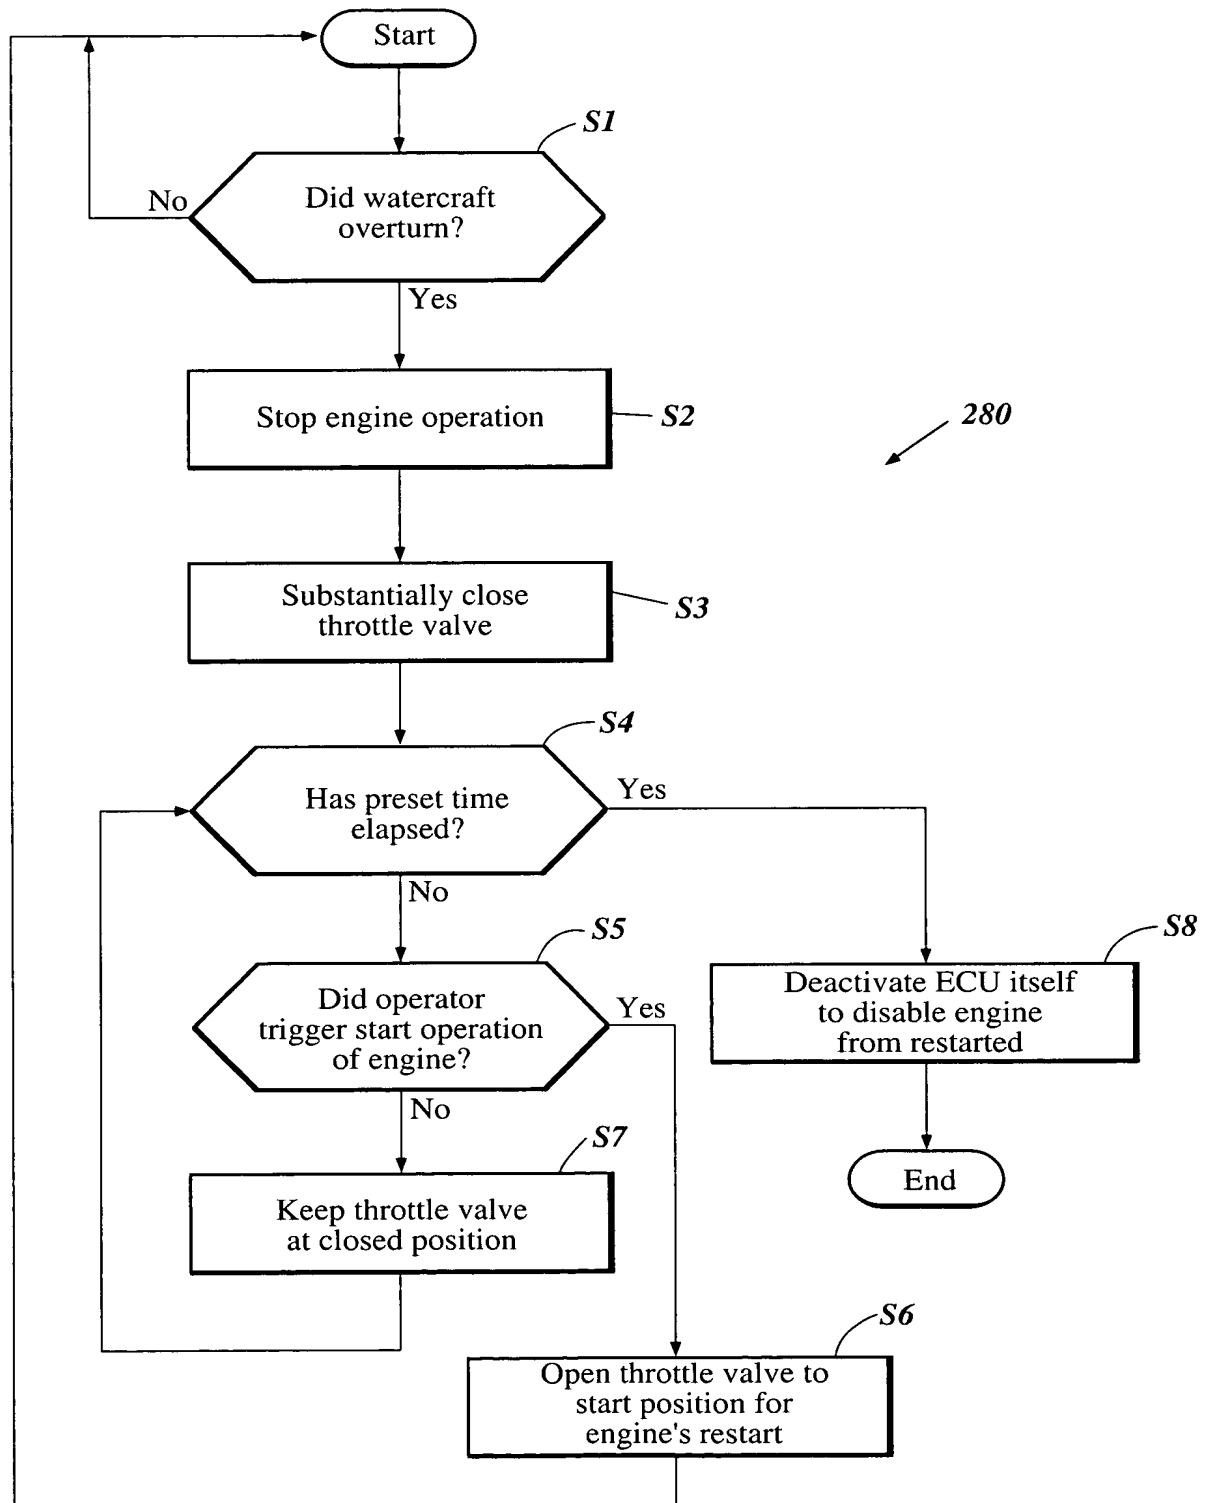 Start
S1
Did watercraft
overturn?
No
Yes
Stop engine operation
S2
280
Substantially close
throttle valve
S3
S4
Has preset time
elapsed?
Yes
No
S5
S8
Did operator
trigger start operation
of engine?
Yes
Deactivate ECU itself
to disable engine
from restarted
No
S7
End
Keep throttle valve
at closed position
S6
Open throttle valve to
start position for
engine's restart